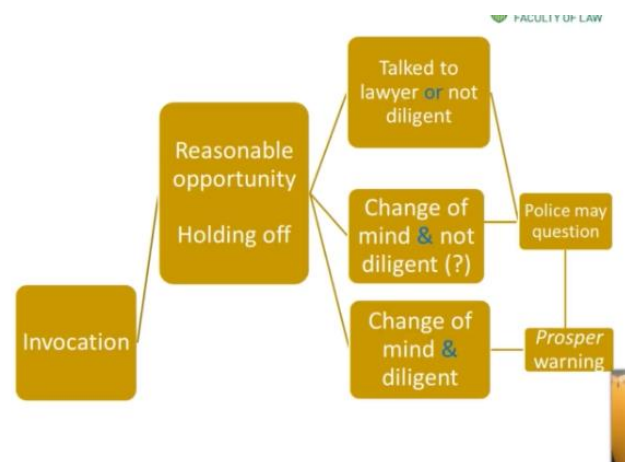 FACULTY OF LAW
Talked to
lawyer or not
diligent
Reasonable
opportunity
Holding off
Change of
mind & not
diligent (?)
Police may
question
Invocation
Change of
mind &
diligent
Prosper
warning